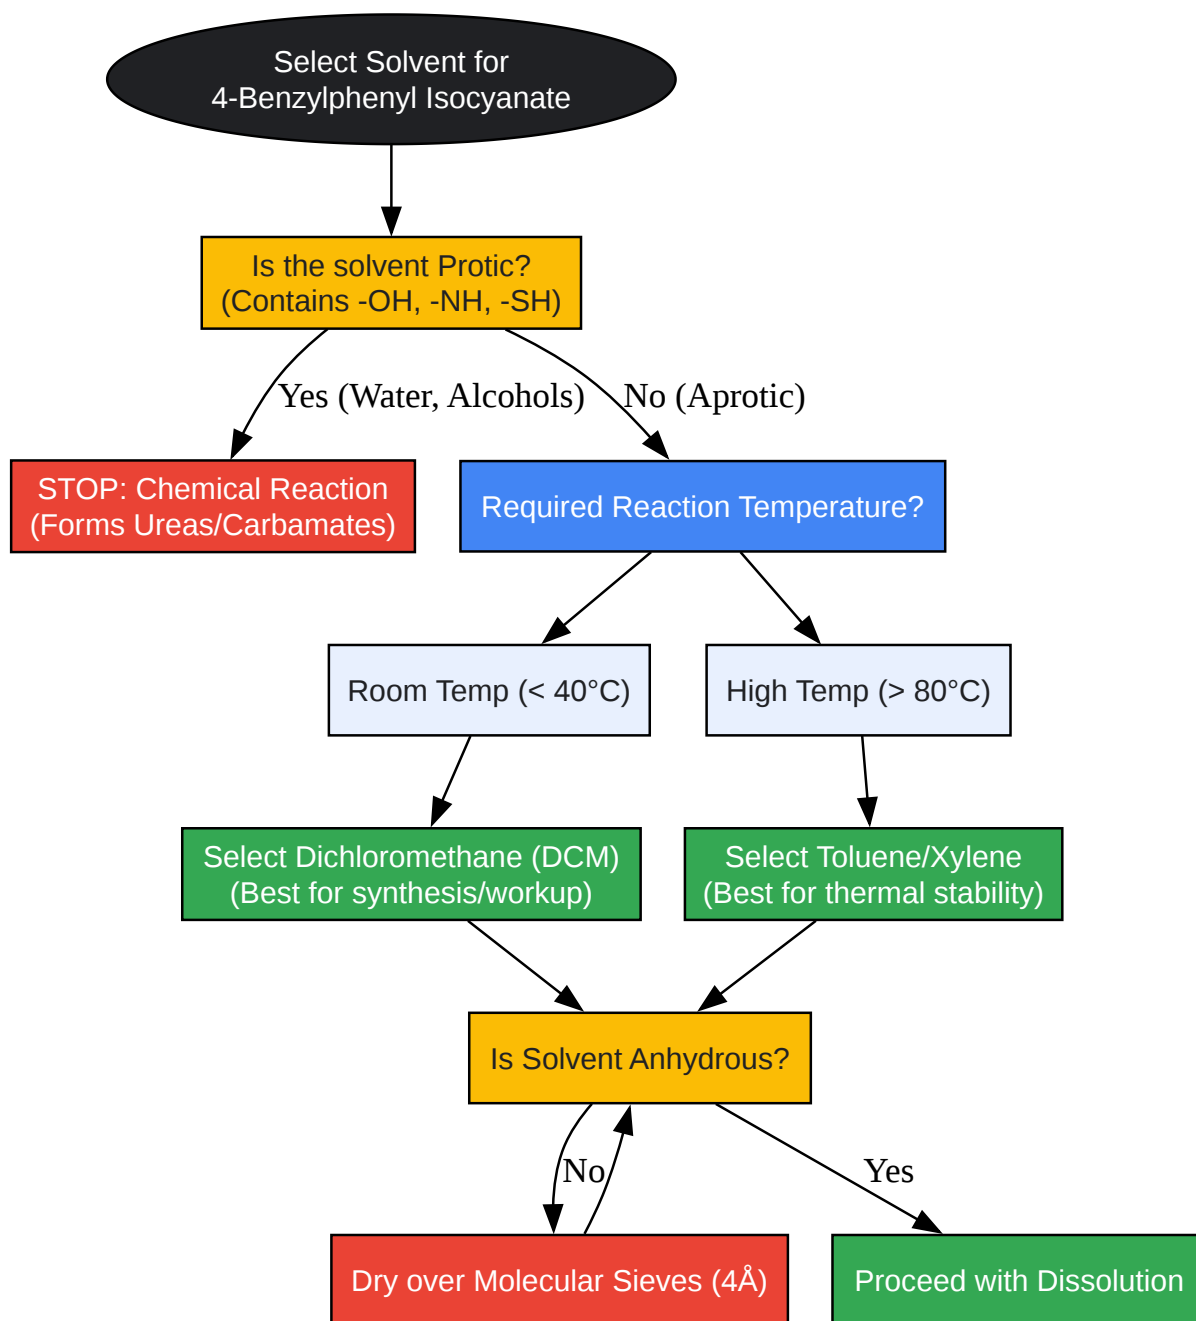 Select Solvent for
4-Benzylphenyl Isocyanate
Is the solvent Protic?
(Contains -OH, -NH, -SH)
Yes (Water, Alcohols)
No (Aprotic)
STOP: Chemical Reaction
(Forms Ureas/Carbamates)
Required Reaction Temperature?
Room Temp (< 40°C)
High Temp (> 80°C)
Select Dichloromethane (DCM)
(Best for synthesis/workup)
Select Toluene/Xylene
(Best for thermal stability)
Is Solvent Anhydrous?
No
Yes
Dry over Molecular Sieves (4Å)
Proceed with Dissolution